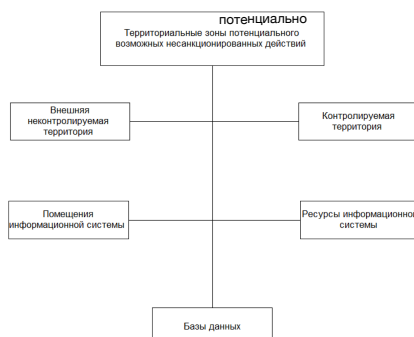 потенциально
Территориальные зоны потенциального
возможных несанкционированных действий
Внешняя
неконтролируемая
территория
Контролируемая
территория
Помещения
информационной системы
Ресурсы информационной
системы
Базы данных